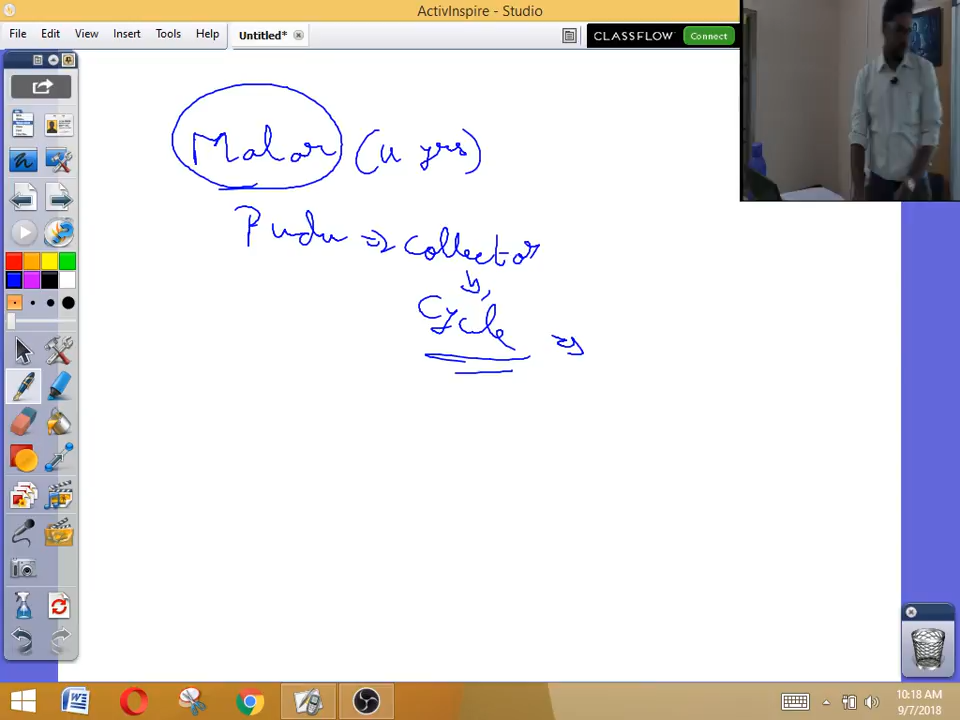 ActivInspire - Studio
File Edit View Insert Tools Help Untitled* CLASSFLOW Connect
Malar (4 yrs)
Pudu => Collector
Cycle =>
10:18 AM
9/7/2018